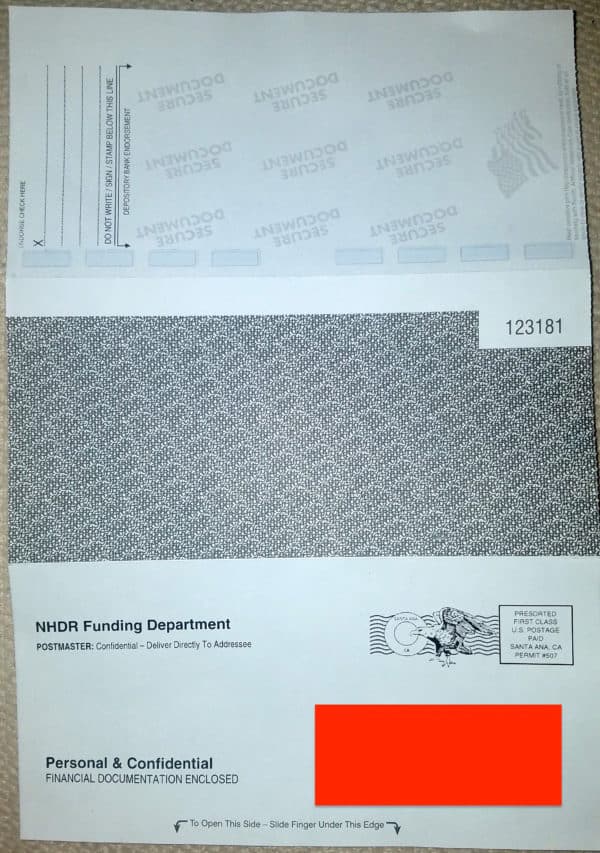 ENDORSE CHECK HERE
X
DO NOT WRITE / SIGN / STAMP BELOW THIS LINE
DEPOSITORY BANK ENDORSEMENT
SECURE DOCUMENT
SECURE DOCUMENT
SECURE DOCUMENT
SECURE DOCUMENT
SECURE DOCUMENT
SECURE DOCUMENT
SECURE DOCUMENT
SECURE DOCUMENT
SECURE DOCUMENT
123181
NHDR Funding Department
POSTMASTER: Confidential – Deliver Directly To Addressee
SANTA ANA
CA
PRESORTED
FIRST CLASS
U.S. POSTAGE
PAID
SANTA ANA, CA
PERMIT #507
Personal & Confidential
FINANCIAL DOCUMENTATION ENCLOSED
To Open This Side – Slide Finger Under This Edge